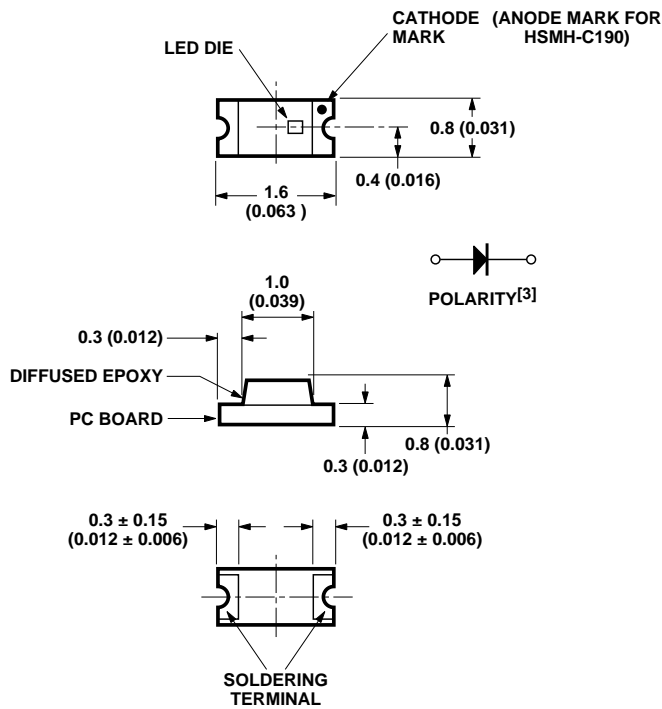 CATHODE (ANODE MARK FOR
MARK HSMH-C190)
LED DIE
0.8 (0.031)
0.4 (0.016)
1.6
(0.063 )
POLARITY[3]
1.0
(0.039)
0.3 (0.012)
DIFFUSED EPOXY
PC BOARD
0.8 (0.031)
0.3 (0.012)
0.3 ± 0.15 0.3 ± 0.15
(0.012 ± 0.006) (0.012 ± 0.006)
SOLDERING
TERMINAL